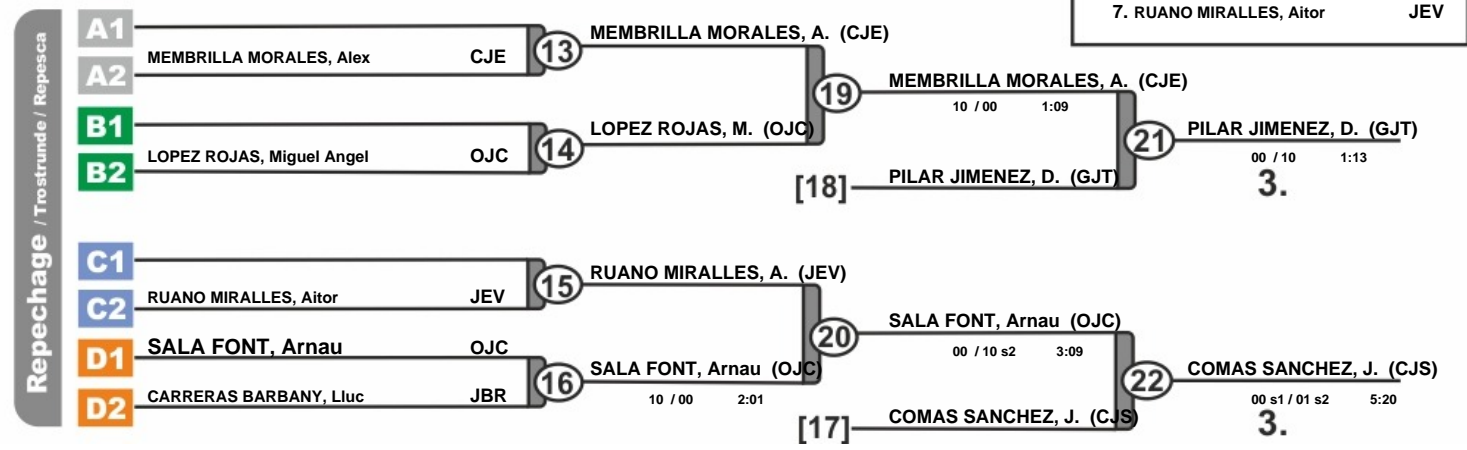 7. RUANO MIRALLES, Aitor JEV
Repechage / Trostrunde / Repesca
A1
MEMBRILLA MORALES, Alex CJE
A2
13
MEMBRILLA MORALES, A. (CJE)
B1
LOPEZ ROJAS, Miguel Angel OJC
B2
14
LOPEZ ROJAS, M. (OJC)
19
MEMBRILLA MORALES, A. (CJE)
10 / 00 1:09
[18]
PILAR JIMENEZ, D. (GJT)
21
PILAR JIMENEZ, D. (GJT)
00 / 10 1:13
3.
C1
RUANO MIRALLES, Aitor JEV
C2
15
RUANO MIRALLES, A. (JEV)
D1
SALA FONT, Arnau OJC
CARRERAS BARBANY, Lluc JBR
D2
16
SALA FONT, Arnau (OJC)
10 / 00 2:01
20
SALA FONT, Arnau (OJC)
00 / 10 s2 3:09
[17]
COMAS SANCHEZ, J. (CJS)
22
COMAS SANCHEZ, J. (CJS)
00 s1 / 01 s2 5:20
3.